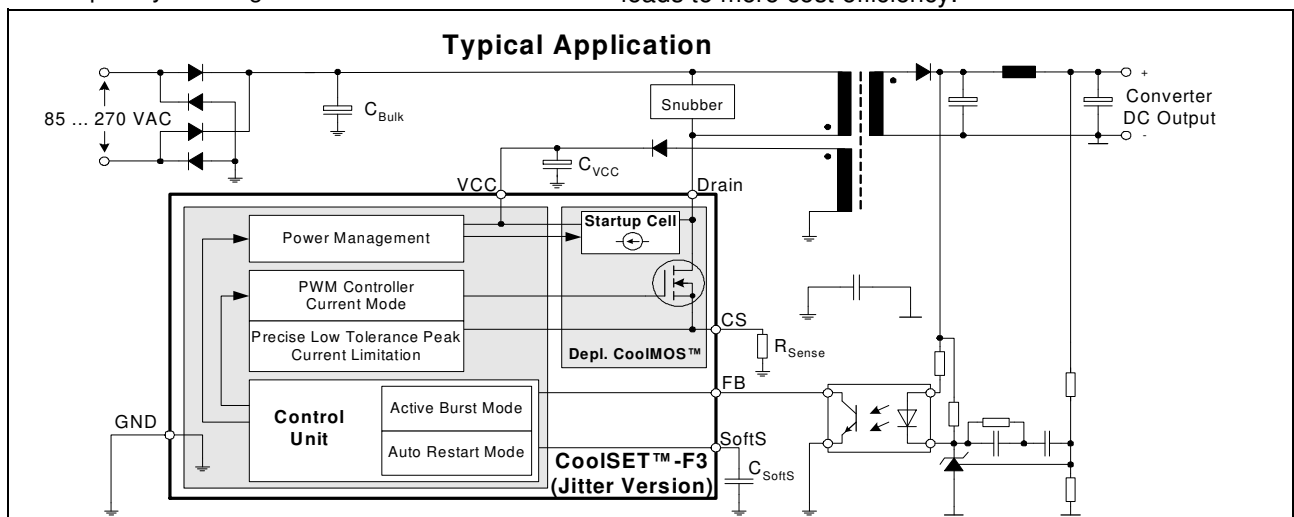 leads to more cost efficiency.
Typical Application
85 ... 270 VAC
C_Bulk
Snubber
+
Converter
DC Output
-
C_VCC
VCC
Drain
Power Management
Startup Cell
PWM Controller
Current Mode
Precise Low Tolerance Peak
Current Limitation
Depl. CoolMOS™
CS
R_Sense
FB
GND
Control
Unit
Active Burst Mode
Auto Restart Mode
SoftS
C_SoftS
CoolSET™-F3
(Jitter Version)